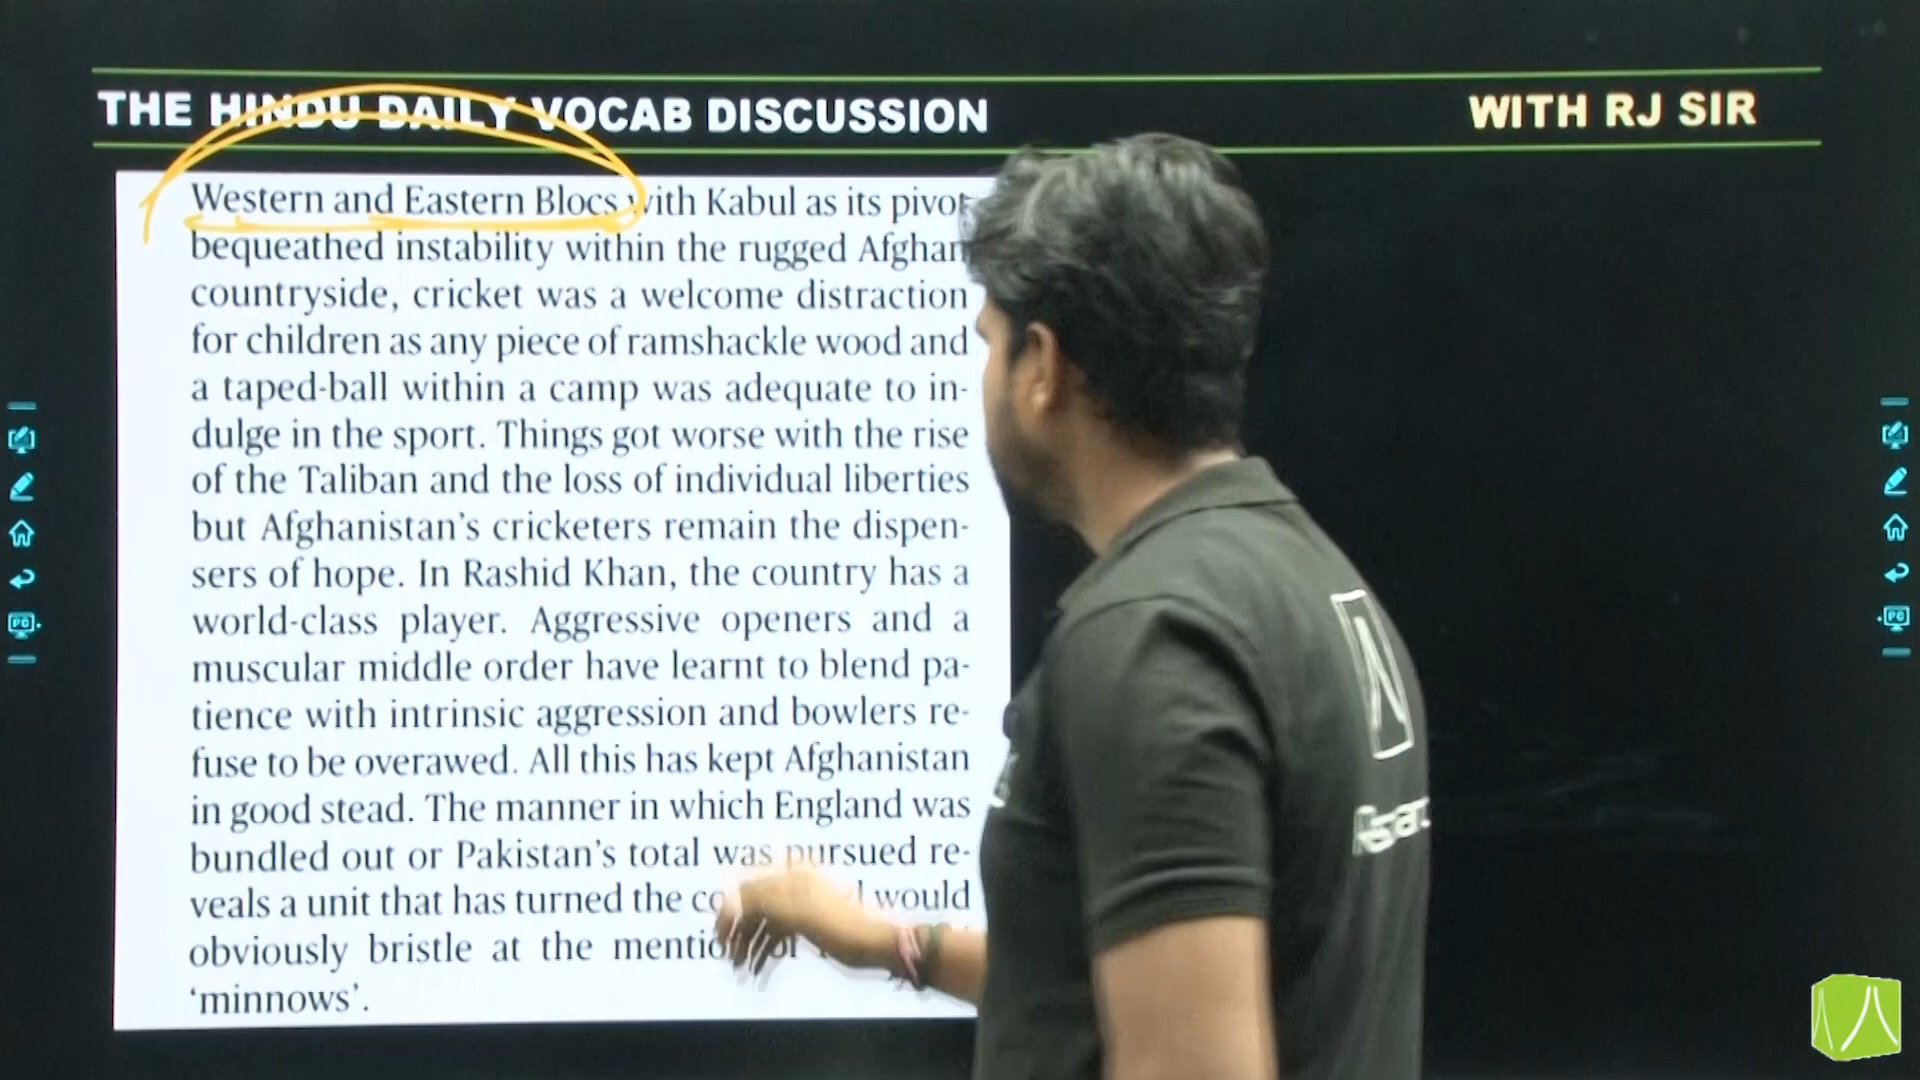 THE HINDU DAILY VOCAB DISCUSSION
WITH RJ SIR
Western and Eastern Blocs with Kabul as its pivot
bequeathed instability within the rugged Afghan
countryside, cricket was a welcome distraction
for children as any piece of ramshackle wood and
a taped-ball within a camp was adequate to in-
dulge in the sport. Things got worse with the rise
of the Taliban and the loss of individual liberties
but Afghanistan's cricketers remain the dispen-
sers of hope. In Rashid Khan, the country has a
world-class player. Aggressive openers and a
muscular middle order have learnt to blend pa-
tience with intrinsic aggression and bowlers re-
fuse to be overawed. All this has kept Afghanistan
in good stead. The manner in which England was
bundled out or Pakistan's total was pursued re-
veals a unit that has turned the would
obviously bristle at the mention of
‘minnows’.
PC
PC